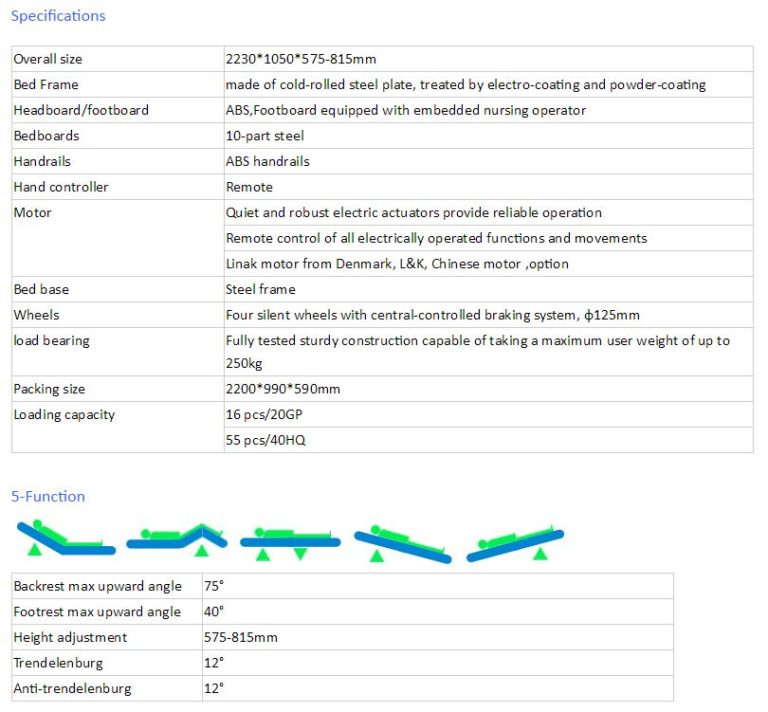 Specifications
Overall size 2230*1050*575-815mm
Bed Frame made of cold-rolled steel plate, treated by electro-coating and powder-coating
Headboard/footboard ABS,Footboard equipped with embedded nursing operator
Bedboards 10-part steel
Handrails ABS handrails
Hand controller Remote
Motor Quiet and robust electric actuators provide reliable operation
Remote control of all electrically operated functions and movements
Linak motor from Denmark, L&K, Chinese motor ,option
Bed base Steel frame
Wheels Four silent wheels with central-controlled braking system, ф125mm
load bearing Fully tested sturdy construction capable of taking a maximum user weight of up to
250kg
Packing size 2200*990*590mm
Loading capacity 16 pcs/20GP
55 pcs/40HQ
5-Function
Backrest max upward angle 75°
Footrest max upward angle 40°
Height adjustment 575-815mm
Trendelenburg 12°
Anti-trendelenburg 12°